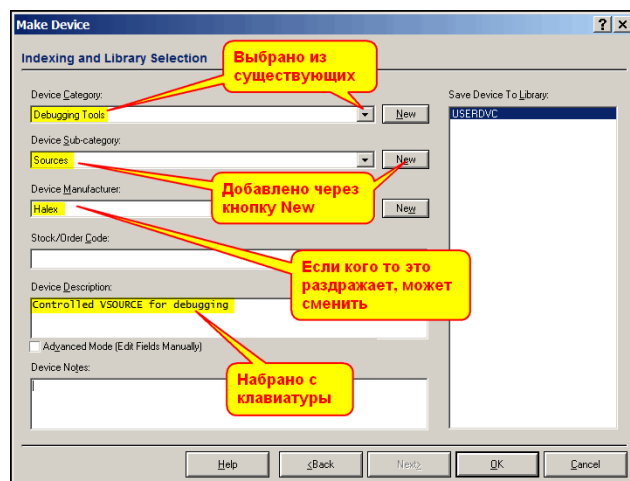 Make Device
Indexing and Library Selection
Выбрано из
существующих
Device Category:
Debugging Tools
New
Save Device To Library:
USERDVC
Device Sub-category:
Sources
New
Добавлено через
кнопку New
Device Manufacturer:
Halex
New
Stock/Order Code:
Если кого то это
раздражает, может
сменить
Device Description:
Controlled VSOURCE for debugging
Advanced Mode (Edit Fields Manually)
Device Notes:
Набрано с
клавиатуры
Help
<Back
Next>
OK
Cancel